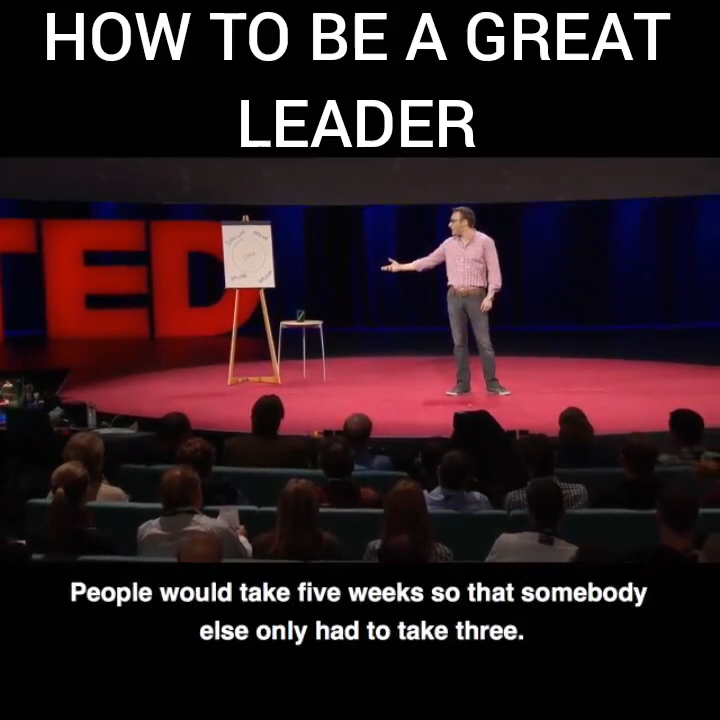 HOW TO BE A GREAT
LEADER
TED
People would take five weeks so that somebody
else only had to take three.